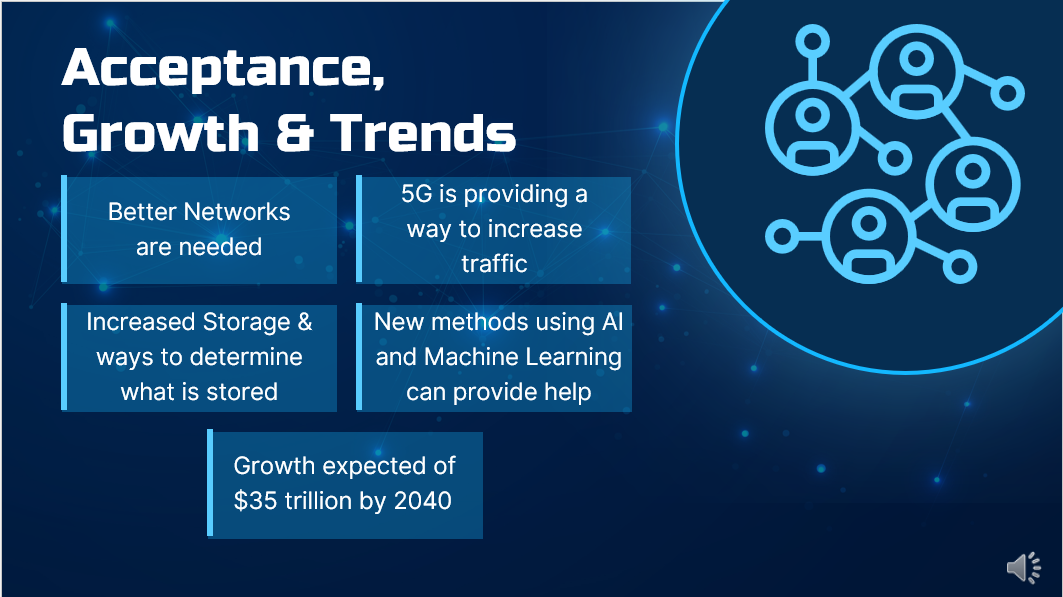 Acceptance,
Growth & Trends
Better Networks
are needed
5G is providing a
way to increase
traffic
Increased Storage &
ways to determine
what is stored
New methods using AI
and Machine Learning
can provide help
Growth expected of
$35 trillion by 2040